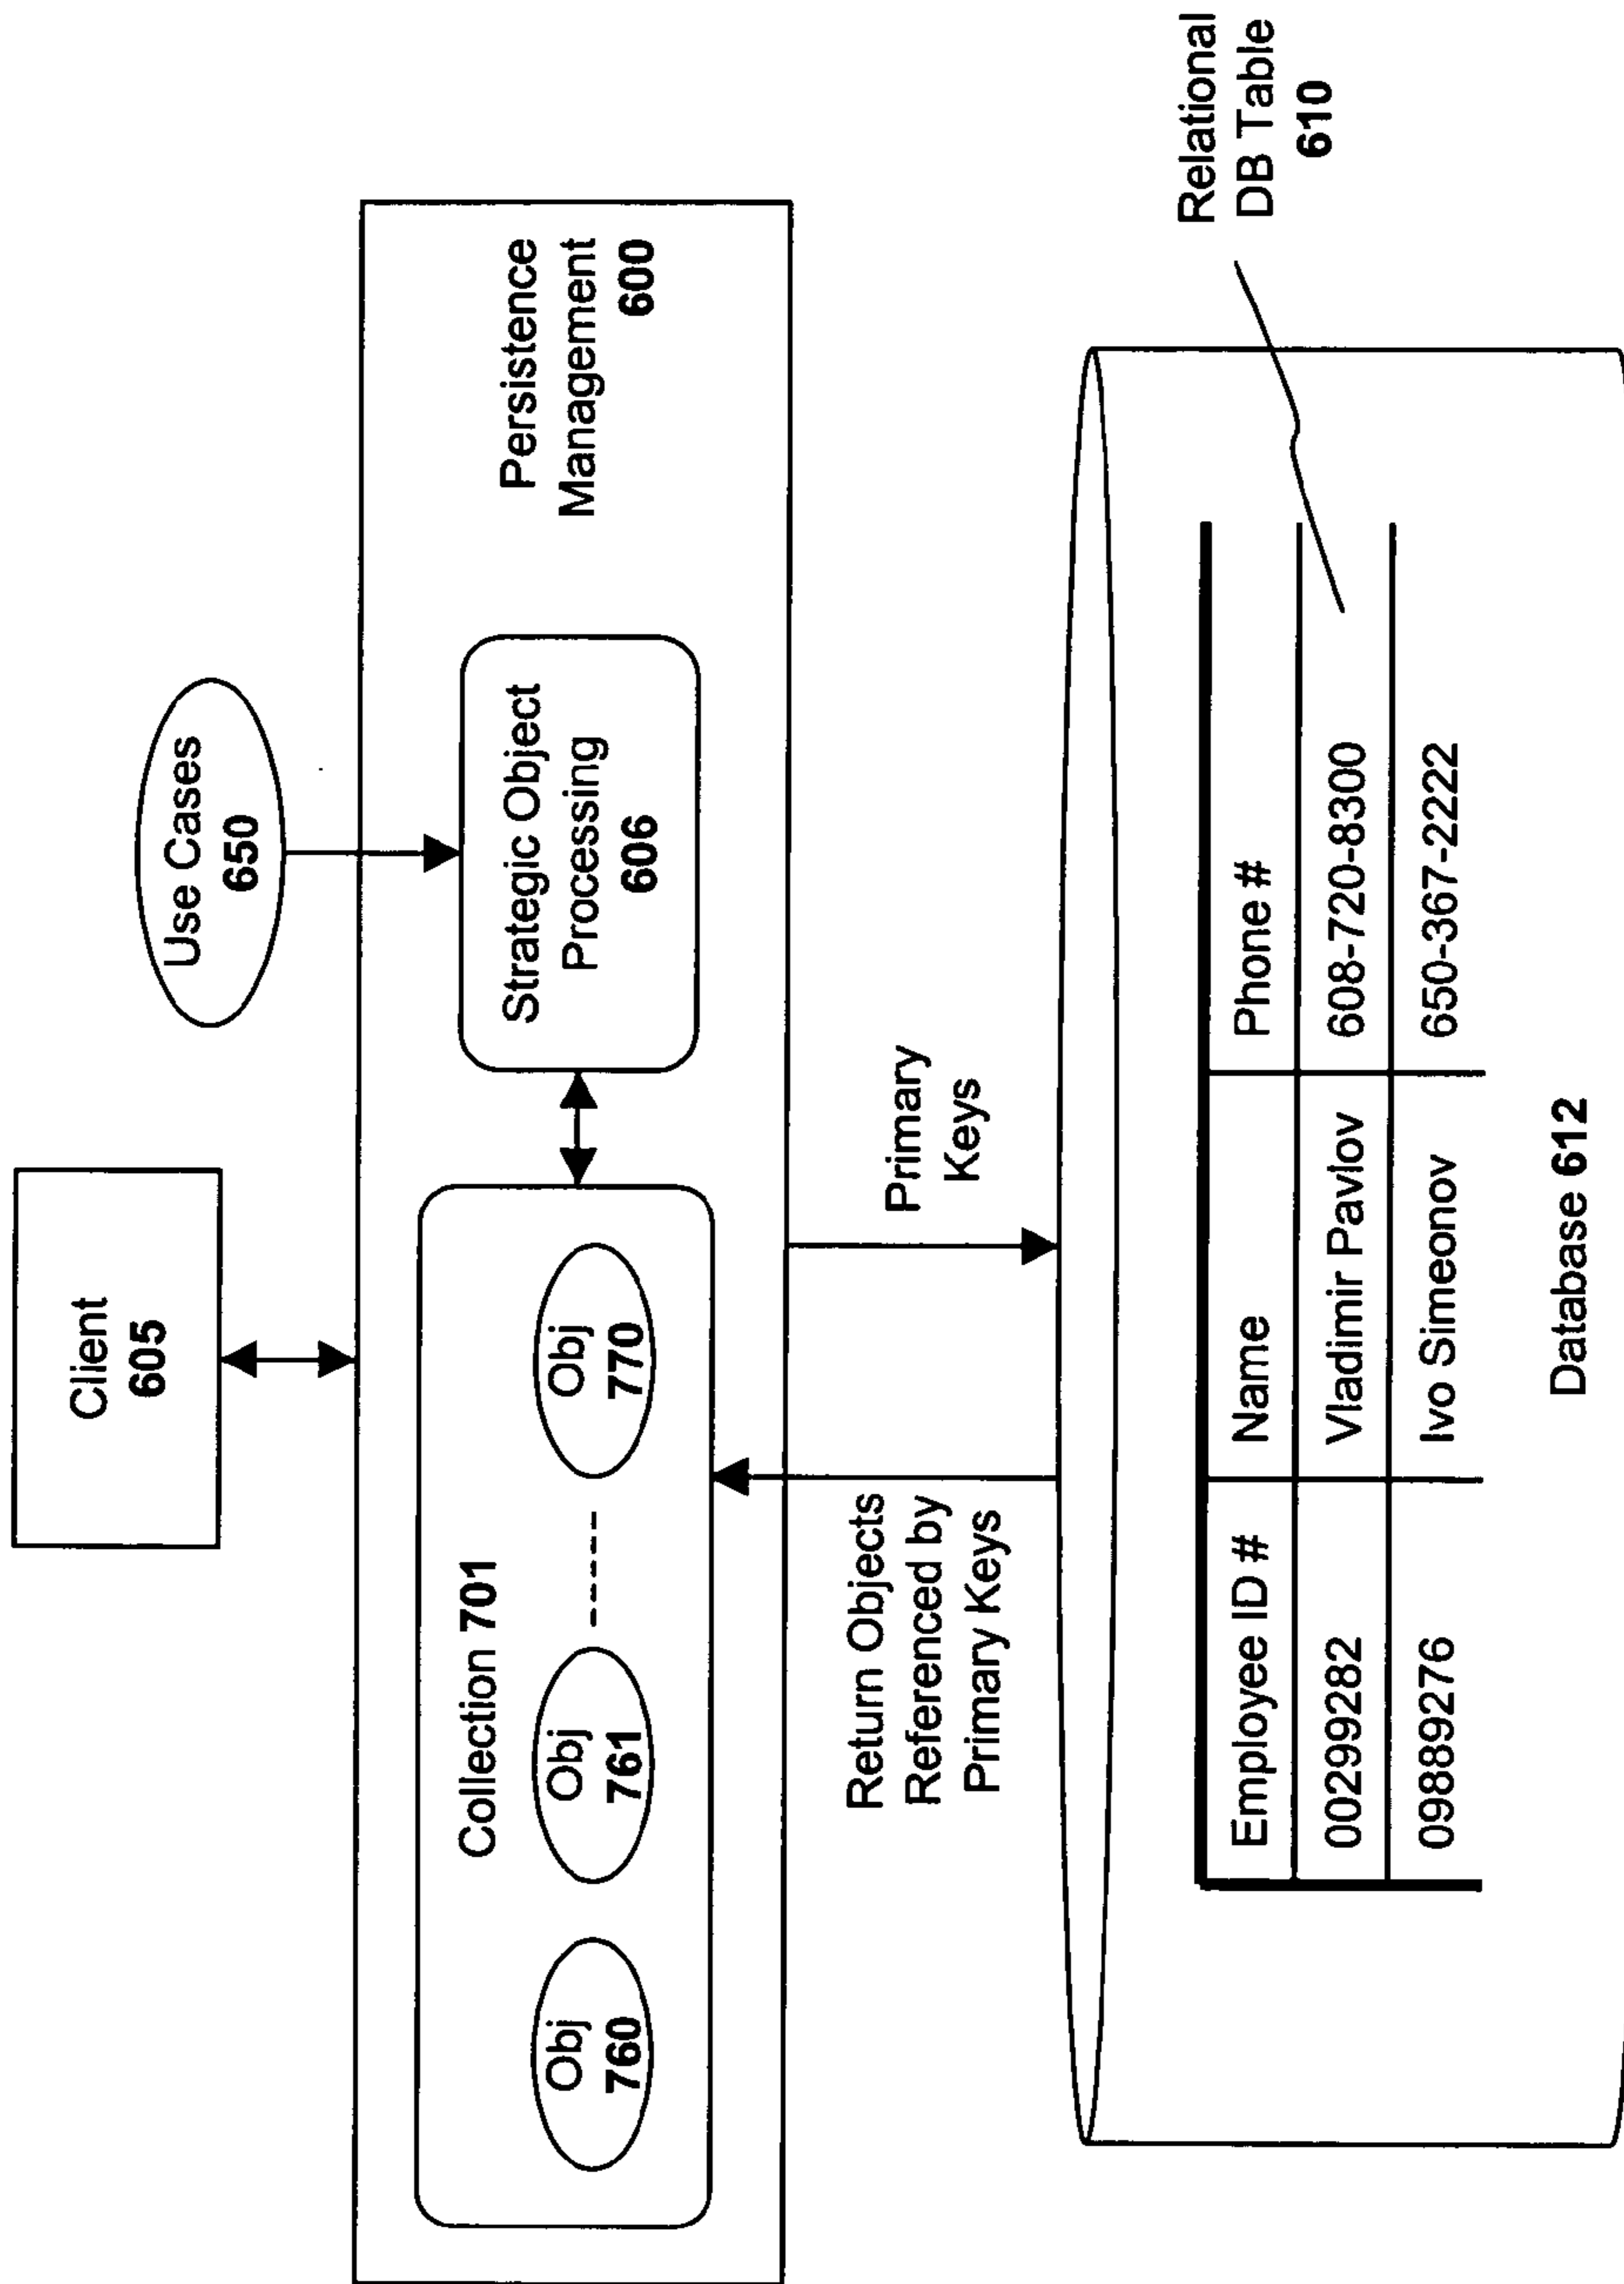 Client
605
Use Cases
650
Collection 701
Obj
760
Obj
761
Obj
770
Strategic Object
Processing
606
Persistence
Management
600
Return Objects
Referenced by
Primary Keys
Primary
Keys
Relational
DB Table
610
Employee ID # Name Phone #
00299282 Vladimir Pavlov 608-720-8300
09889276 Ivo Simeonov 650-367-2222
Database 612